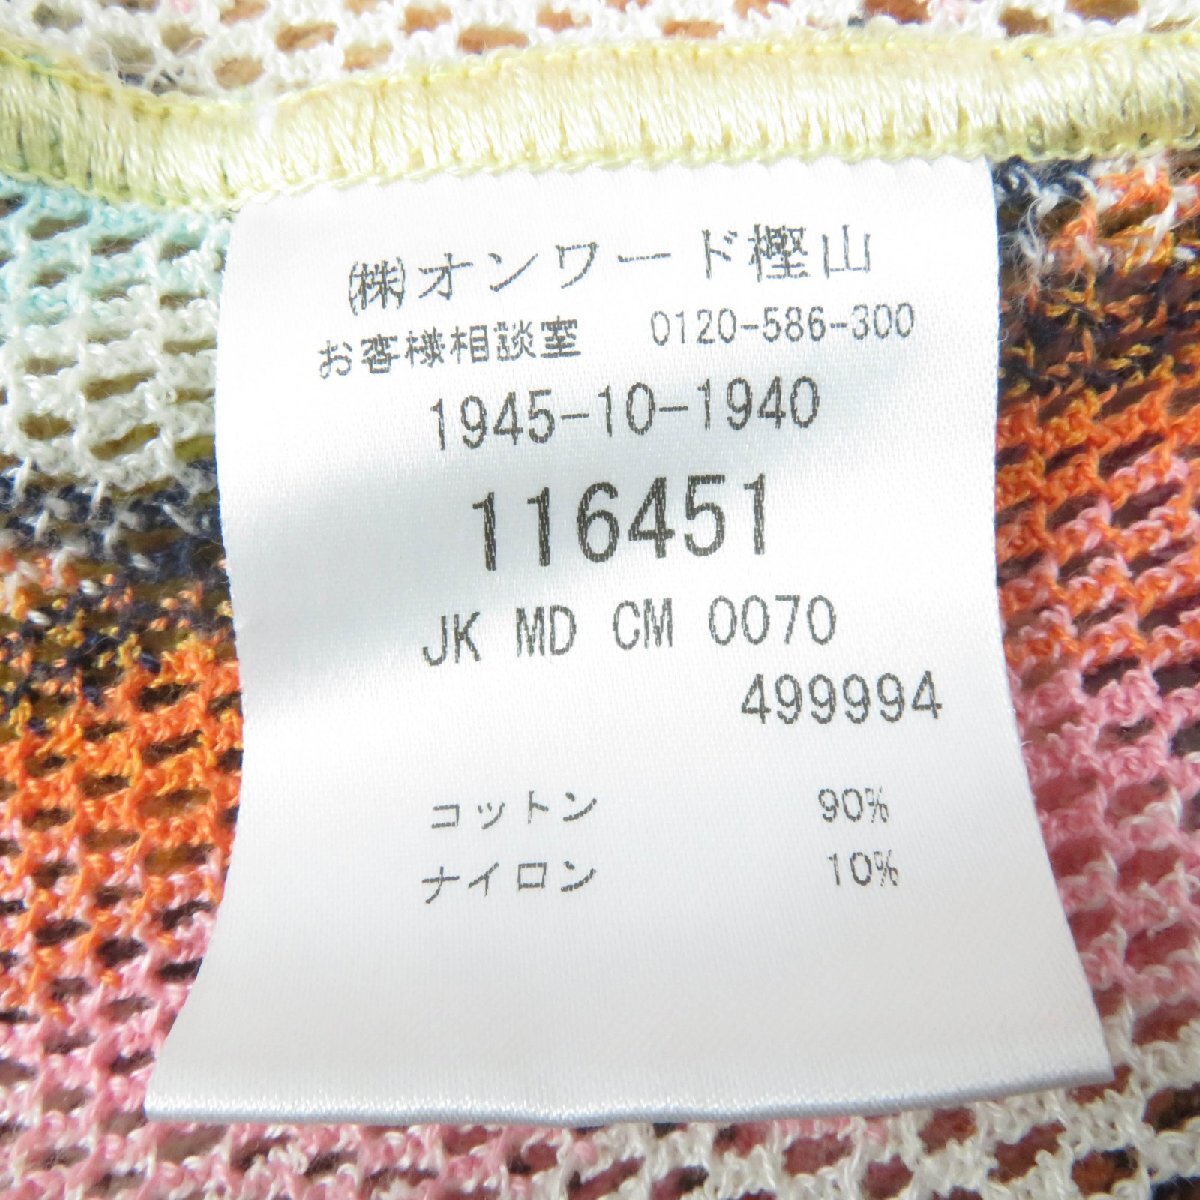 ㈱オンワード樫山
お客様相談室 0120-586-300
1945-10-1940
116451
JK MD CM 0070
499994
コットン 90%
ナイロン 10%